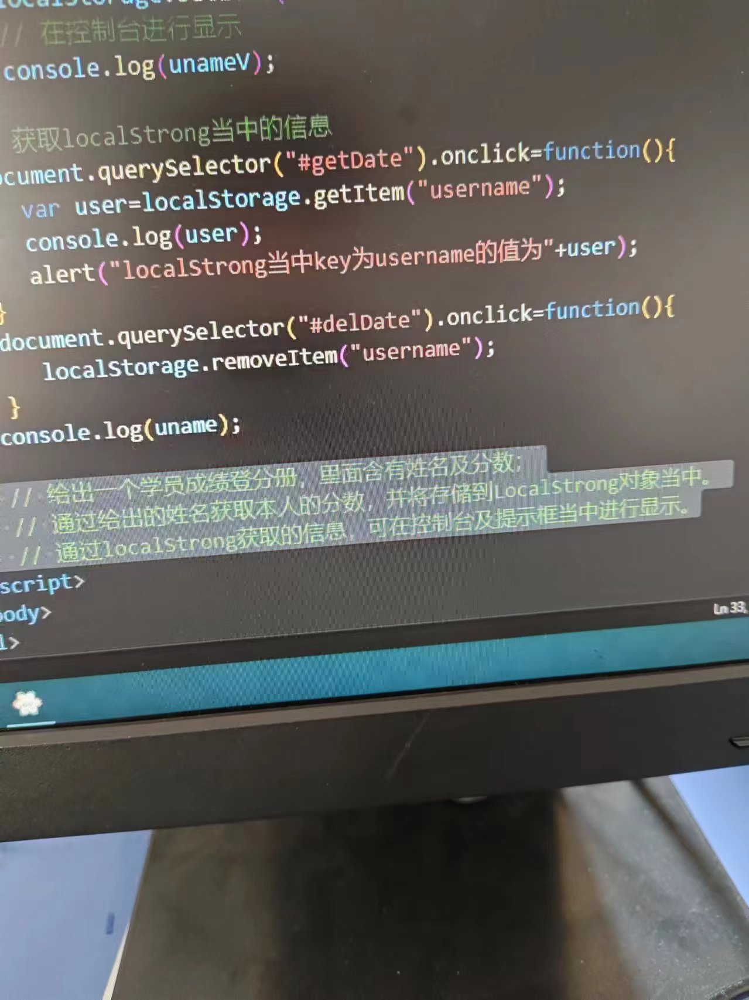 // 在控制台进行显示
console.log(unameV);
获取localStrong当中的信息
ocument.querySelector("#getDate").onclick=function(){
var user=localStorage.getItem("username");
console.log(user);
alert("localStrong当中key为username的值为"+user);
}
document.querySelector("#delDate").onclick=function(){
localStorage.removeItem("username");
}
console.log(uname);
// 给出一个学员成绩登分册，里面含有姓名及分数；
// 通过给出的姓名获取本人的分数，并将存储到LocalStrong对象当中。
// 通过localStrong获取的信息，可在控制台及提示框当中进行显示。
script>
body>
l>
Ln 33,